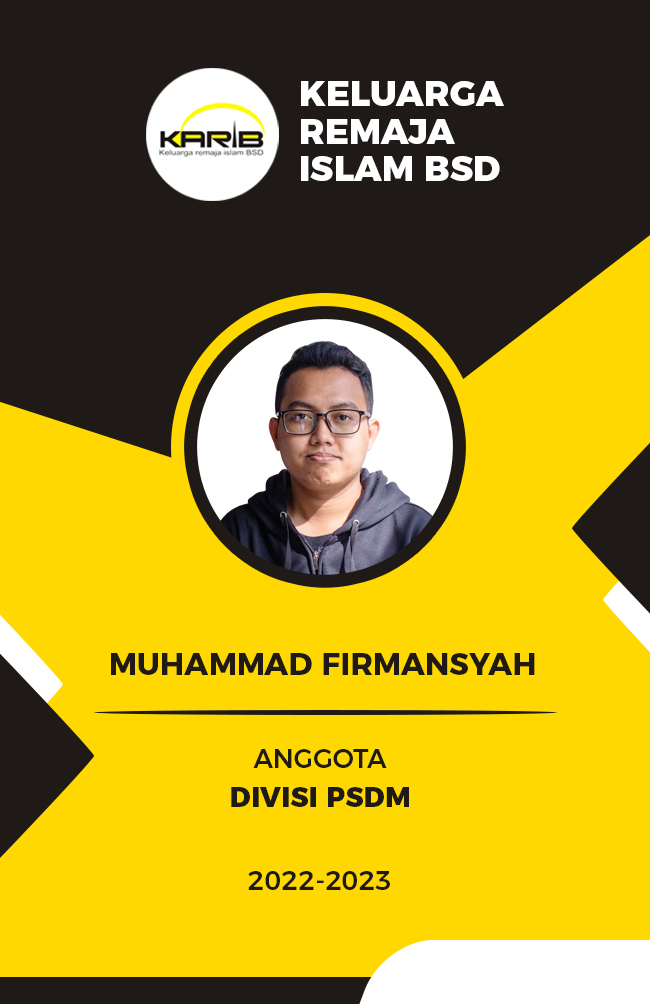 KARIB
Keluarga remaja islam BSD
KELUARGA
REMAJA
ISLAM BSD
MUHAMMAD FIRMANSYAH
ANGGOTA
DIVISI PSDM
2022-2023